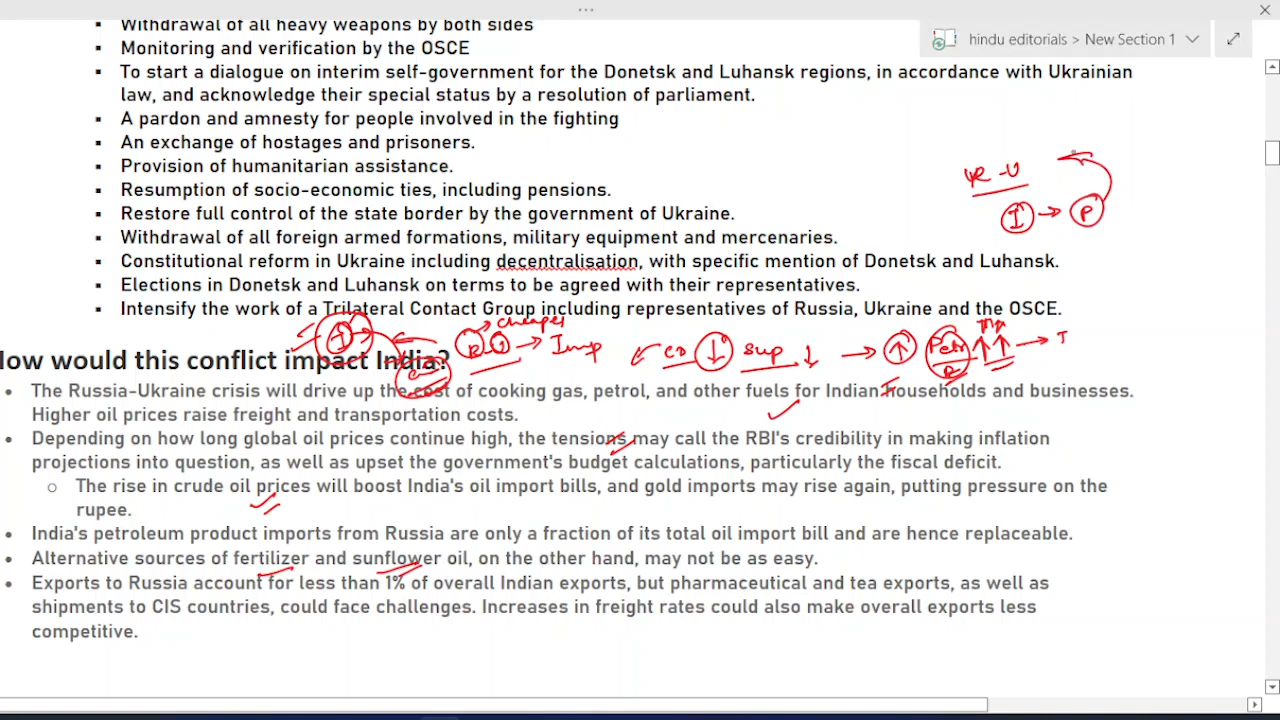 Withdrawal of all heavy weapons by both sides
hindu editorials > New Section 1
Monitoring and verification by the OSCE
To start a dialogue on interim self-government for the Donetsk and Luhansk regions, in accordance with Ukrainian
law, and acknowledge their special status by a resolution of parliament.
A pardon and amnesty for people involved in the fighting
An exchange of hostages and prisoners.
Provision of humanitarian assistance.
R-U
Resumption of socio-economic ties, including pensions.
Restore full control of the state border by the government of Ukraine.
I → P
Withdrawal of all foreign armed formations, military equipment and mercenaries.
Constitutional reform in Ukraine including decentralisation, with specific mention of Donetsk and Luhansk.
Elections in Donetsk and Luhansk on terms to be agreed with their representatives.
Intensify the work of a Trilateral Contact Group including representatives of Russia, Ukraine and the OSCE.
cheaper
I R U → Imp co ↓ sup ↓ → ↑ Petr ↑ ↑ → T
How would this conflict impact India?
The Russia-Ukraine crisis will drive up the cost of cooking gas, petrol, and other fuels for Indian households and businesses.
Higher oil prices raise freight and transportation costs.
Depending on how long global oil prices continue high, the tensions may call the RBI's credibility in making inflation
projections into question, as well as upset the government's budget calculations, particularly the fiscal deficit.
The rise in crude oil prices will boost India's oil import bills, and gold imports may rise again, putting pressure on the
rupee.
India's petroleum product imports from Russia are only a fraction of its total oil import bill and are hence replaceable.
Alternative sources of fertilizer and sunflower oil, on the other hand, may not be as easy.
Exports to Russia account for less than 1% of overall Indian exports, but pharmaceutical and tea exports, as well as
shipments to CIS countries, could face challenges. Increases in freight rates could also make overall exports less
competitive.